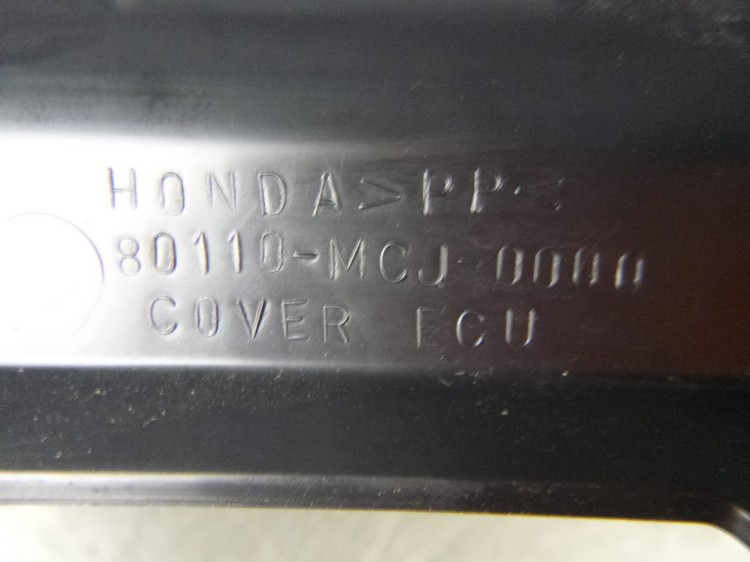 HONDA >PP<
80110-MCJ-0000
COVER ECU